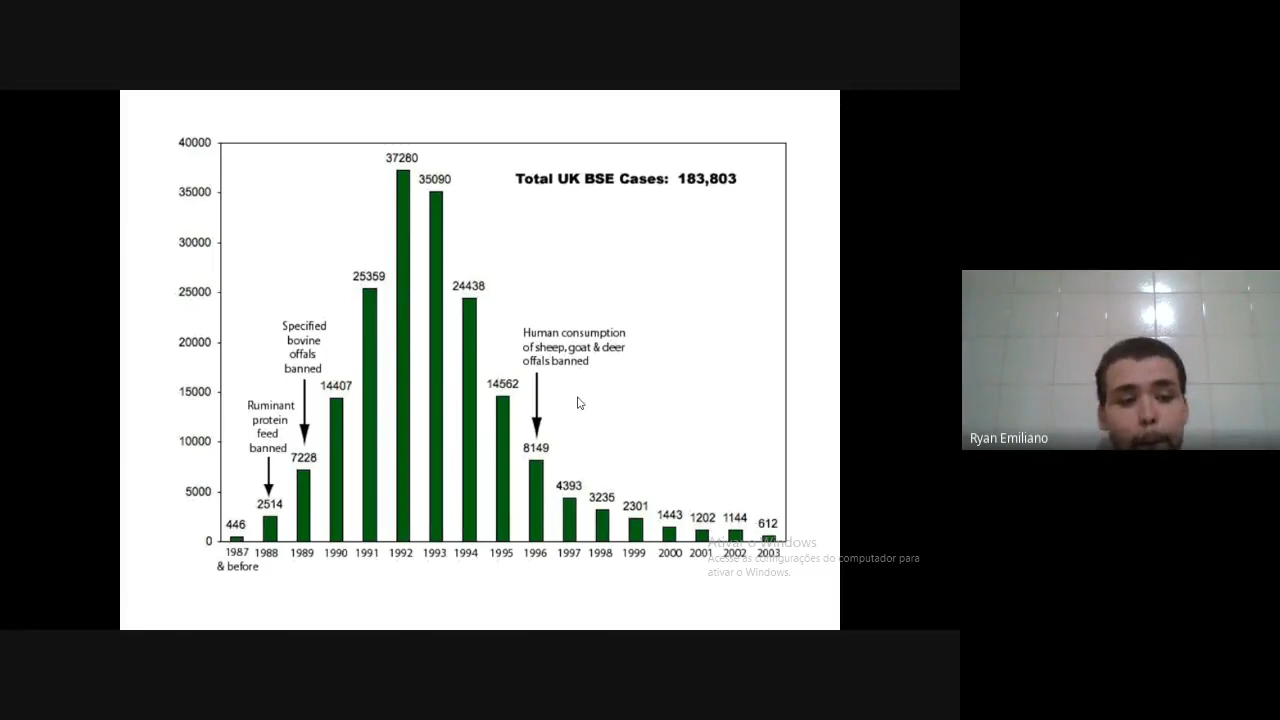 40000
35000
30000
25000
20000
15000
10000
5000
0
Total UK BSE Cases: 183,803
37280
35090
25359
24438
Specified
bovine
offals
banned
Human consumption
of sheep, goat & deer
offals banned
14407
14562
Ruminant
protein
feed
banned
7228
8149
2514
446
4393
3235
2301
1443
1202
1144
612
1987
& before
1988
1989
1990
1991
1992
1993
1994
1995
1996
1997
1998
1999
2000
2001
2002
2003
Ativar o Windows
Acesse as configurações do computador para
ativar o Windows.
Ryan Emiliano